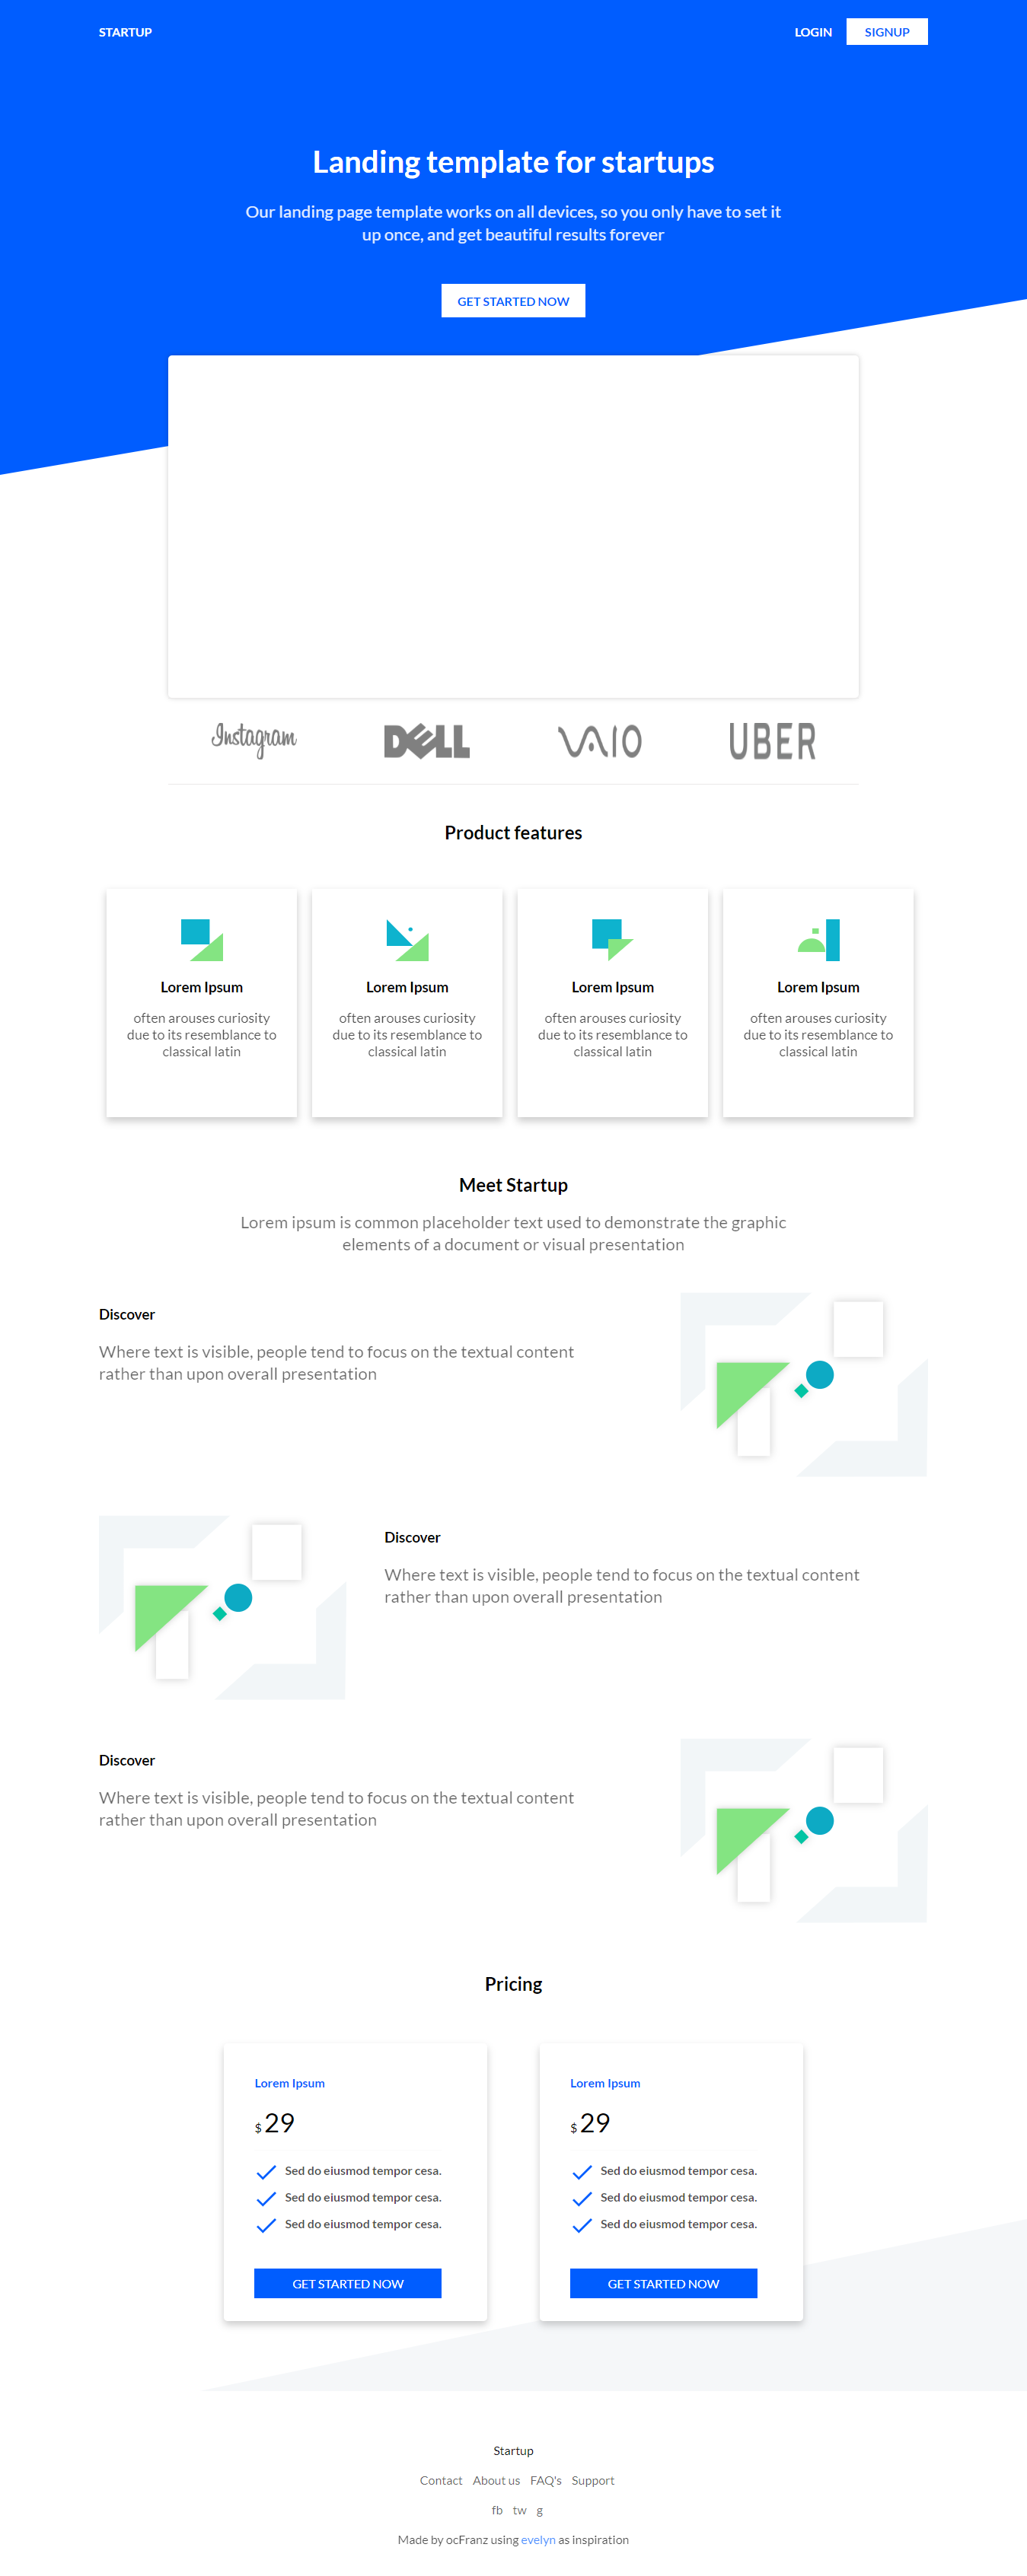 STARTUP
LOGIN
SIGNUP
Landing template for startups
Our landing page template works on all devices, so you only have to set it
up once, and get beautiful results forever
GET STARTED NOW
Instagram
DELL
VAIO
UBER
Product features
Lorem Ipsum
often arouses curiosity
due to its resemblance to
classical latin
Lorem Ipsum
often arouses curiosity
due to its resemblance to
classical latin
Lorem Ipsum
often arouses curiosity
due to its resemblance to
classical latin
Lorem Ipsum
often arouses curiosity
due to its resemblance to
classical latin
Meet Startup
Lorem ipsum is common placeholder text used to demonstrate the graphic
elements of a document or visual presentation
Discover
Where text is visible, people tend to focus on the textual content
rather than upon overall presentation
Discover
Where text is visible, people tend to focus on the textual content
rather than upon overall presentation
Discover
Where text is visible, people tend to focus on the textual content
rather than upon overall presentation
Pricing
Lorem Ipsum
$ 29
Sed do eiusmod tempor cesa.
Sed do eiusmod tempor cesa.
Sed do eiusmod tempor cesa.
GET STARTED NOW
Lorem Ipsum
$ 29
Sed do eiusmod tempor cesa.
Sed do eiusmod tempor cesa.
Sed do eiusmod tempor cesa.
GET STARTED NOW
Startup
Contact About us FAQ's Support
fb tw g
Made by ocFranz using evelyn as inspiration